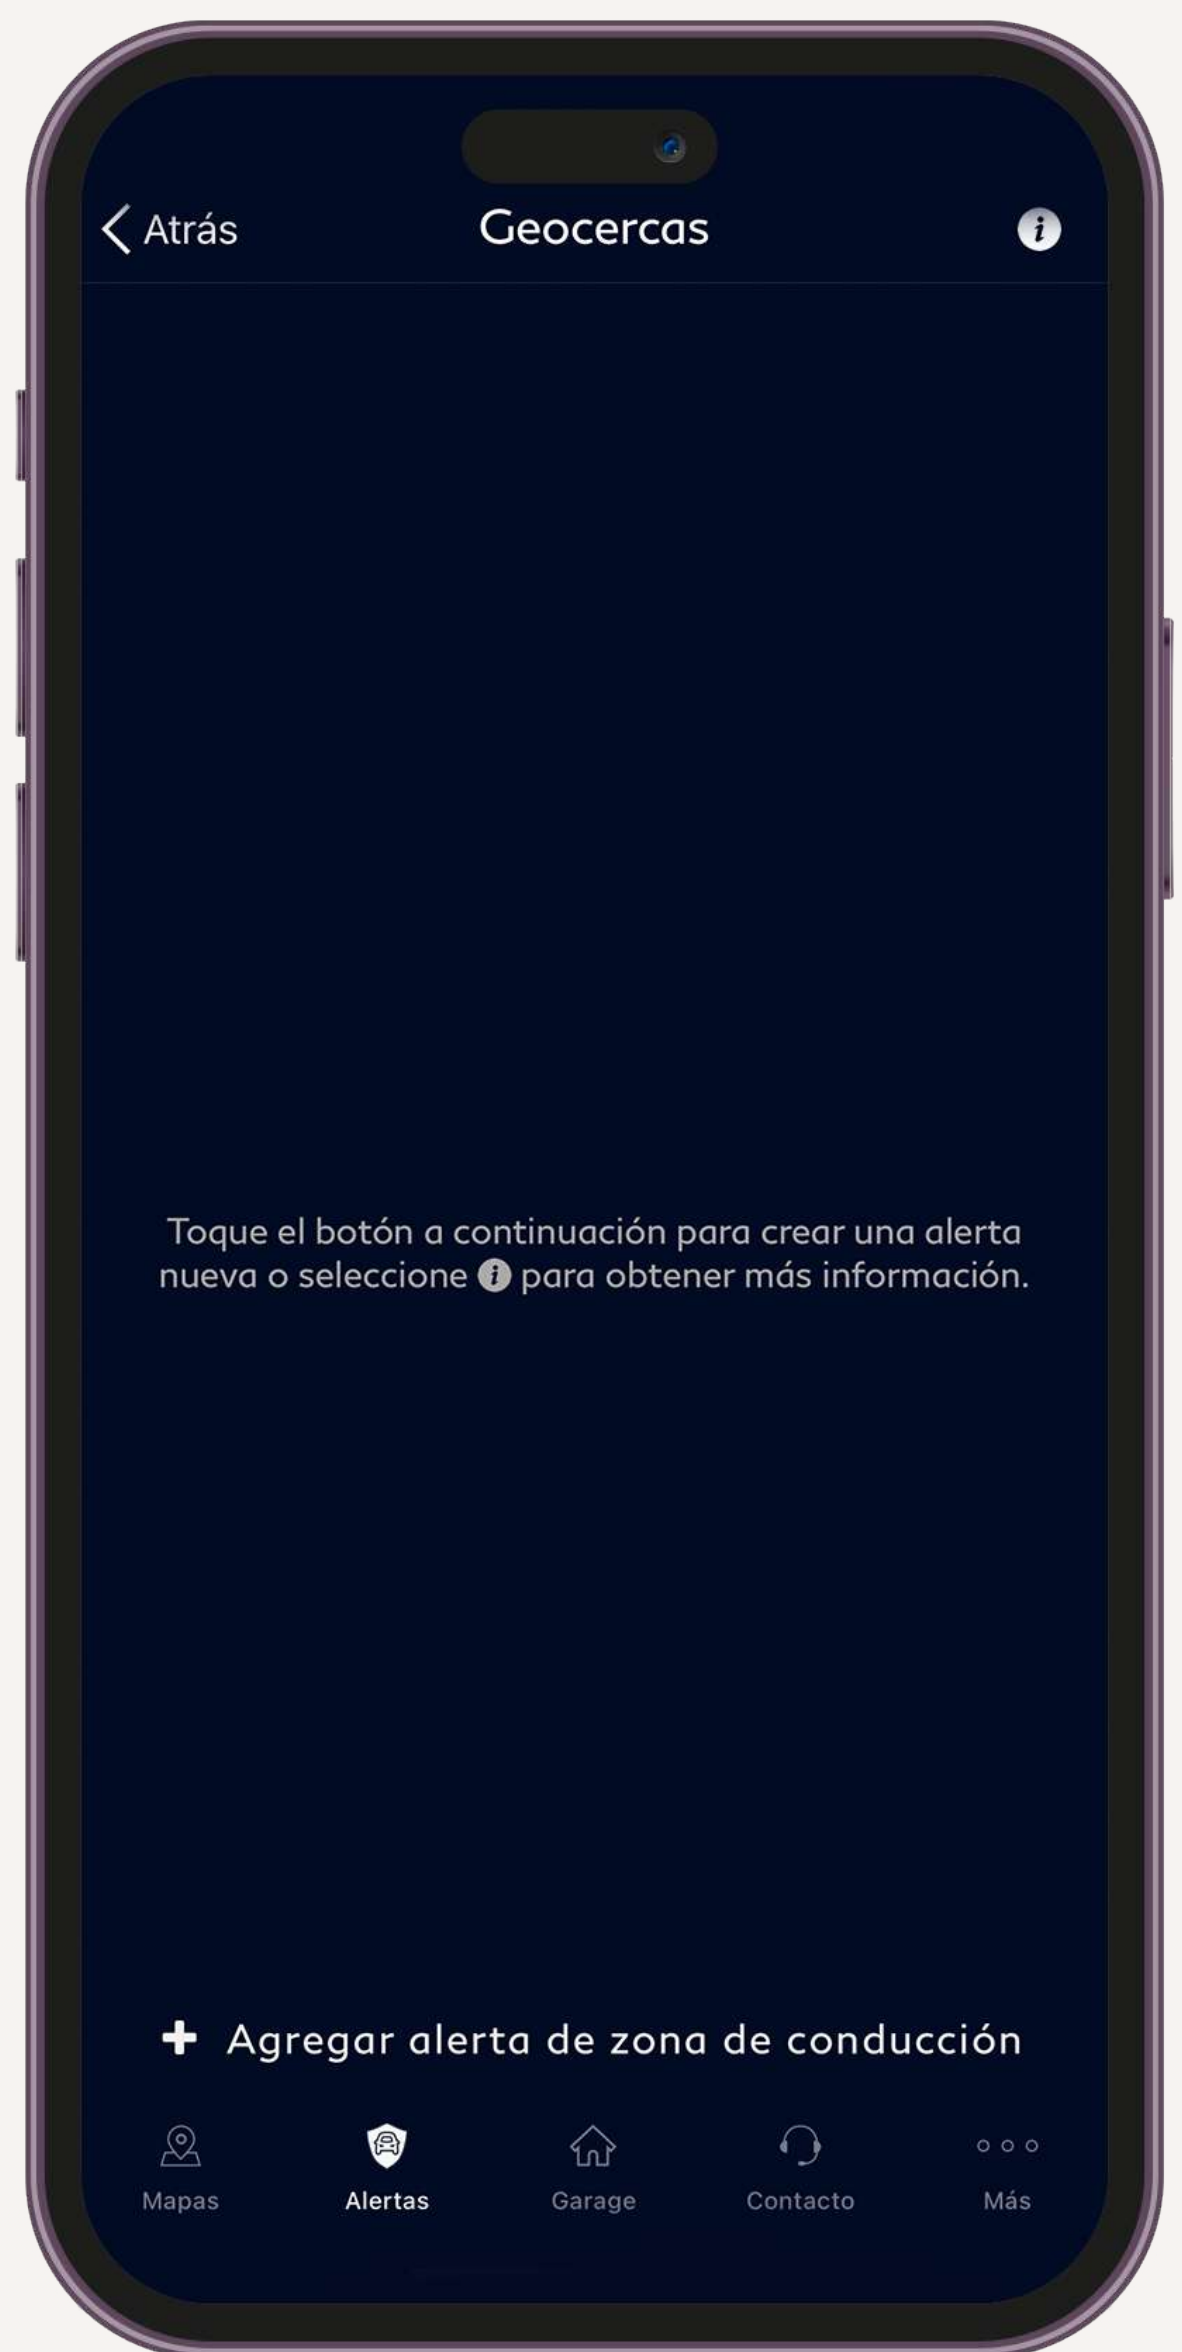 Atrás
Geocercas
i
Toque el botón a continuación para crear una alerta
nueva o seleccione i para obtener más información.
+ Agregar alerta de zona de conducción
Mapas
Alertas
Garage
Contacto
Más